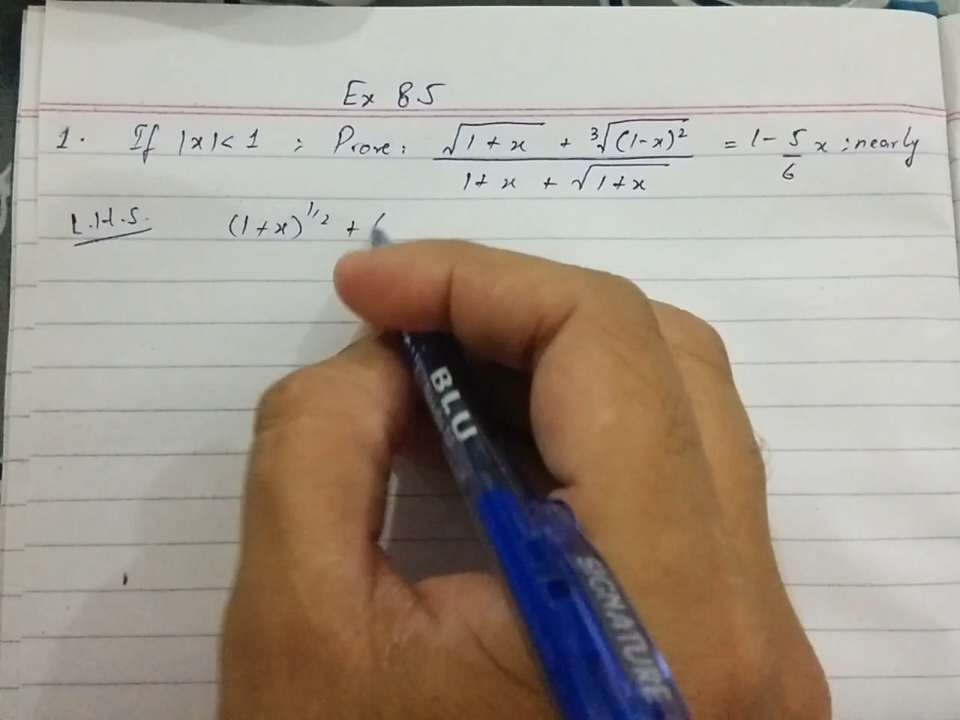 Ex 8.5
1. If |x| < 1 ; Prove: (√(1+x) + ∛((1-x)²)) / (1+x + √(1+x)) = 1 - 5/6 x ; nearly
L.H.S. (1+x)^1/2 + (
BLU
SIGNATURE